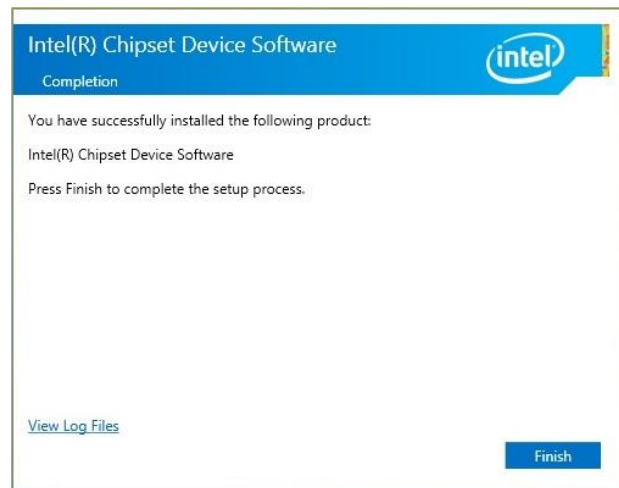 Intel(R) Chipset Device Software
intel
Completion
You have successfully installed the following product:
Intel(R) Chipset Device Software
Press Finish to complete the setup process.
View Log Files
Finish